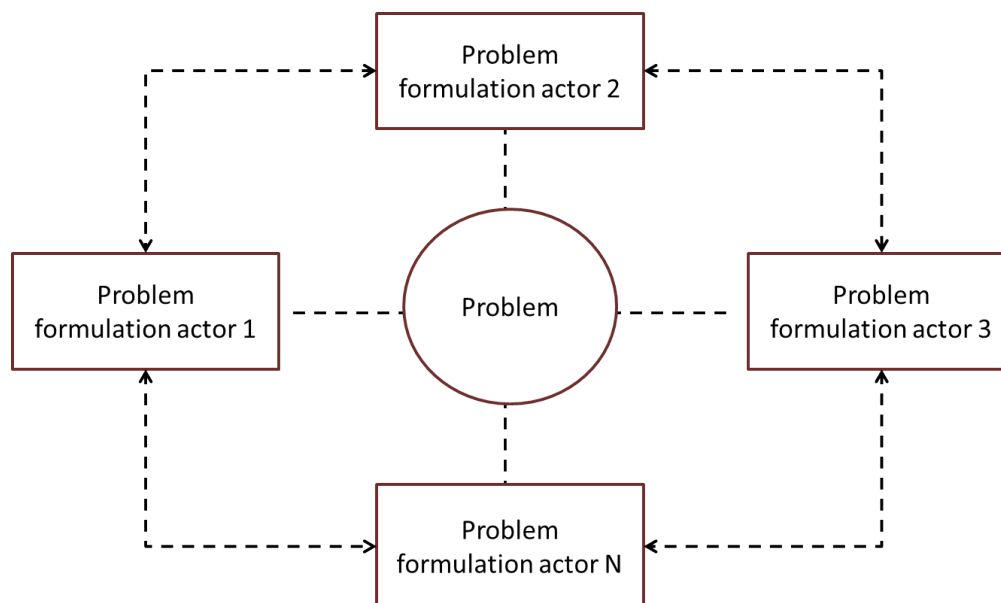 Problem
formulation actor 2
Problem
formulation actor 1
Problem
Problem
formulation actor 3
Problem
formulation actor N